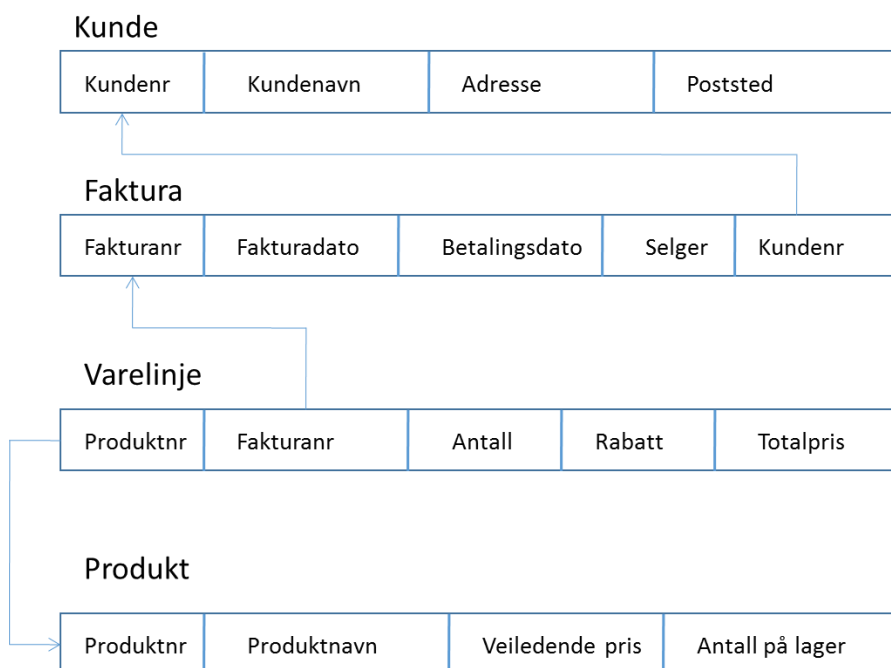 Kunde
Kundenr Kundenavn Adresse Poststed
Faktura
Fakturanr Fakturadato Betalingsdato Selger Kundenr
Varelinje
Produktnr Fakturanr Antall Rabatt Totalpris
Produkt
Produktnr Produktnavn Veiledende pris Antall på lager